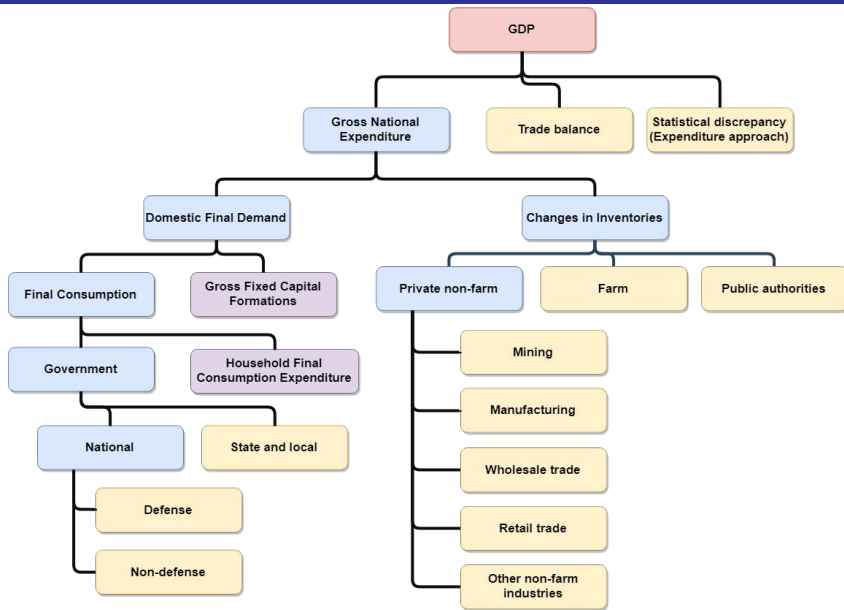 GDP
Gross National
Expenditure
Trade balance
Statistical discrepancy
(Expenditure approach)
Domestic Final Demand
Changes in Inventories
Final Consumption
Gross Fixed Capital
Formations
Private non-farm
Farm
Public authorities
Government
Household Final
Consumption Expenditure
Mining
Manufacturing
National
State and local
Wholesale trade
Defense
Retail trade
Non-defense
Other non-farm
industries